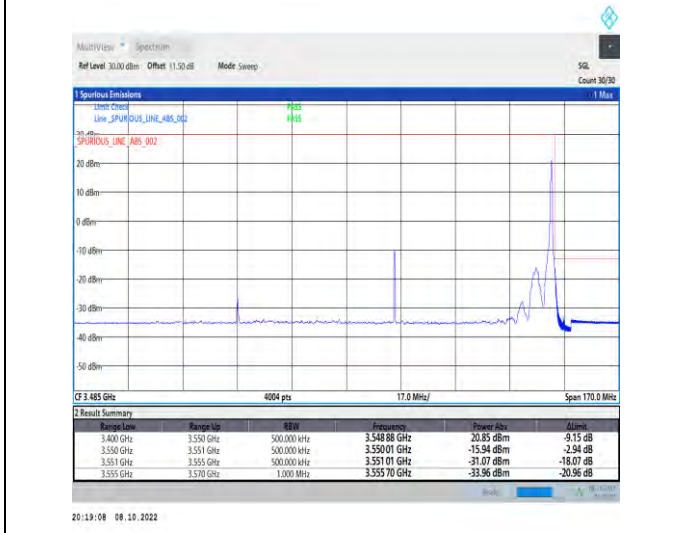 MultiView Spectrum
Ref Level 30.00 dBm Offset 11.50 dB Mode Sweep SGL
Count 30/30
1 Spurious Emissions 1 Max
Limit Check PASS
Line _SPURIOUS_LINE_ABS_002 PASS
30 dBm
_SPURIOUS_LINE_ABS_002
20 dBm
10 dBm
0 dBm
-10 dBm
-20 dBm
-30 dBm
-40 dBm
-50 dBm
CF 3.485 GHz 4004 pts 17.0 MHz/ Span 170.0 MHz
2 Result Summary
Range Low Range Up RBW Frequency Power Abs ΔLimit
3.400 GHz 3.550 GHz 500.000 kHz 3.548 88 GHz 20.85 dBm -9.15 dB
3.550 GHz 3.551 GHz 500.000 kHz 3.550 01 GHz -15.94 dBm -2.94 dB
3.551 GHz 3.555 GHz 500.000 kHz 3.551 01 GHz -31.07 dBm -18.07 dB
3.555 GHz 3.570 GHz 1.000 MHz 3.555 70 GHz -33.96 dBm -20.96 dB
20:19:08 08.10.2022